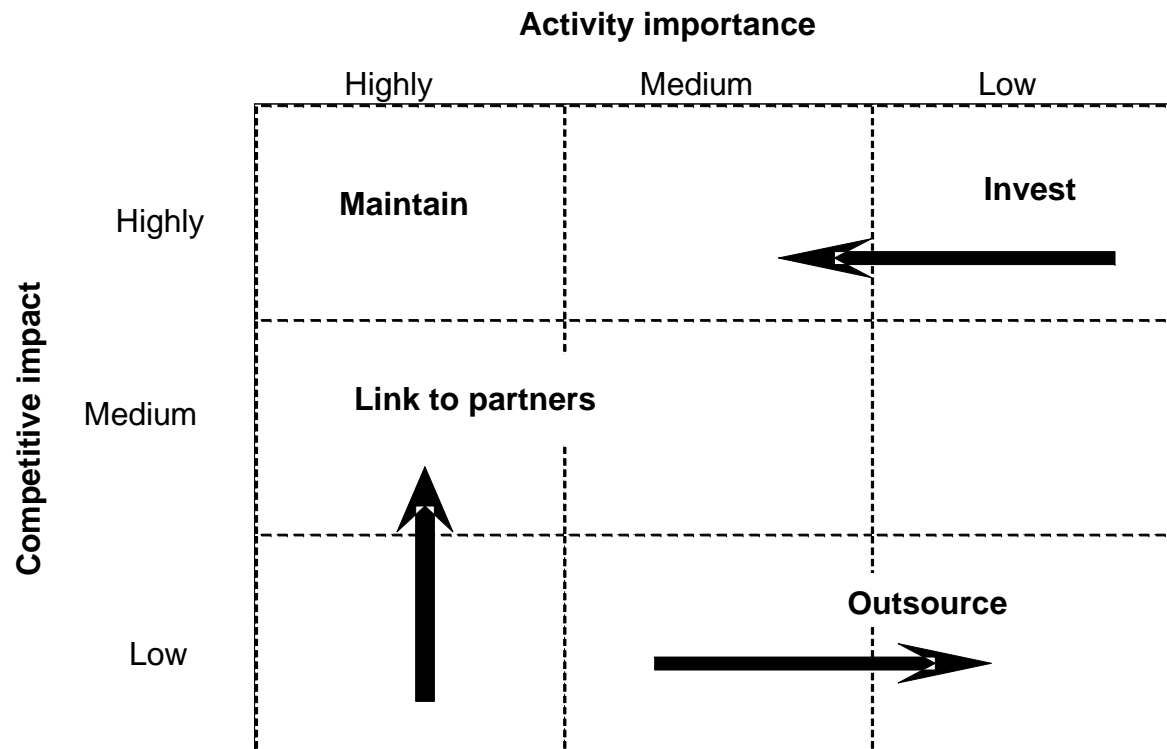 Activity importance
Highly Medium Low
Maintain
Invest
Highly
Competitive impact
Link to partners
Medium
Outsource
Low